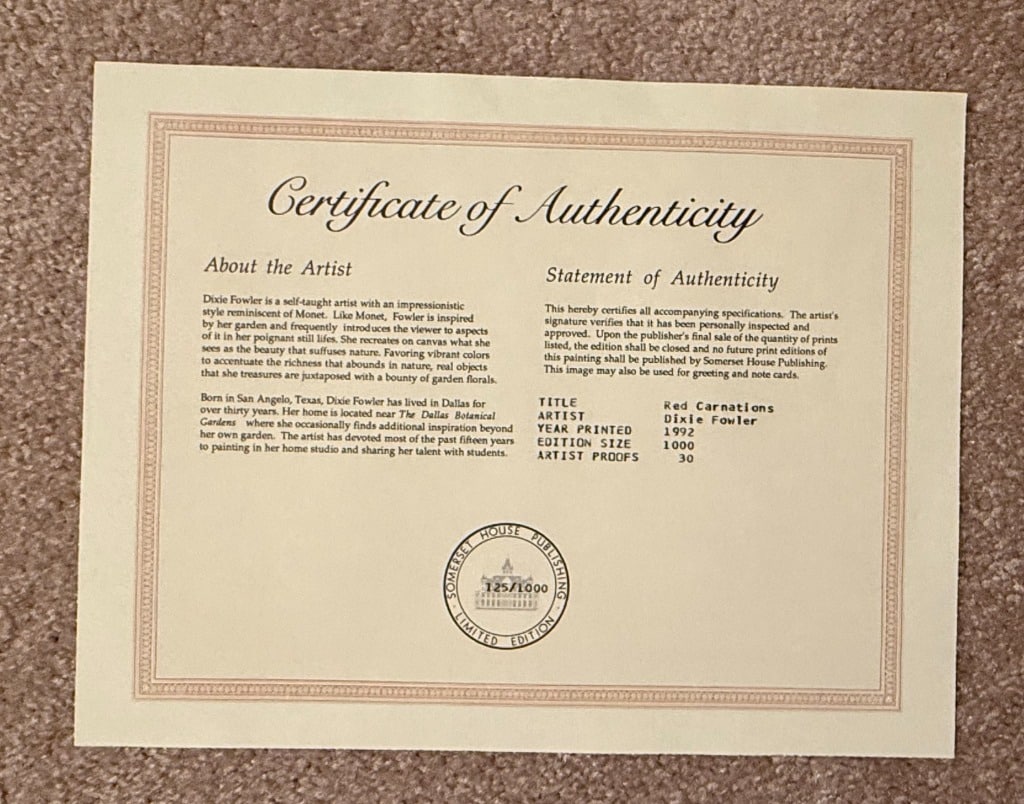 Certificate of Authenticity
About the Artist
Dixie Fowler is a self-taught artist with an impressionistic
style reminiscent of Monet. Like Monet, Fowler is inspired
by her garden and frequently introduces the viewer to aspects
of it in her poignant still lifes. She recreates on canvas what she
sees as the beauty that suffuses nature. Favoring vibrant colors
to accentuate the richness that abounds in nature, real objects
that she treasures are juxtaposed with a bounty of garden florals.
Born in San Angelo, Texas, Dixie Fowler has lived in Dallas for
over thirty years. Her home is located near The Dallas Botanical
Gardens where she occasionally finds additional inspiration beyond
her own garden. The artist has devoted most of the past fifteen years
to painting in her home studio and sharing her talent with students.
Statement of Authenticity
This hereby certifies all accompanying specifications. The artist's
signature verifies that it has been personally inspected and
approved. Upon the publisher's final sale of the quantity of prints
listed, the edition shall be closed and no future print editions of
this painting shall be published by Somerset House Publishing.
This image may also be used for greeting and note cards.
TITLE Red Carnations
ARTIST Dixie Fowler
YEAR PRINTED 1992
EDITION SIZE 1000
ARTIST PROOFS 30
SOMERSET HOUSE PUBLISHING
125/1000
LIMITED EDITION